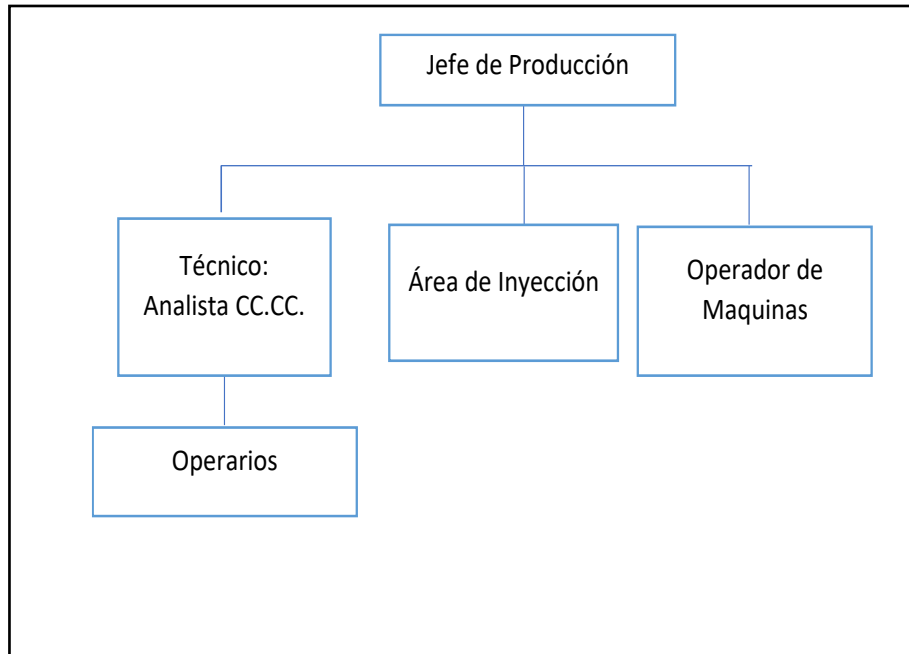 Jefe de Producción
Técnico:
Analista CC.CC.
Área de Inyección
Operador de
Maquinas
Operarios